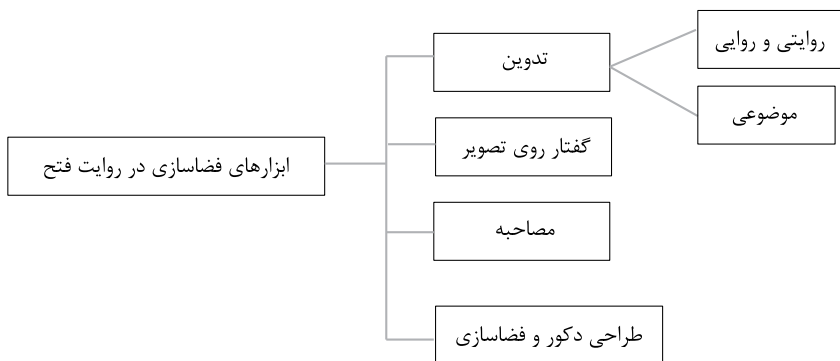 ابزارهای فضاسازی در روایت فتح
تدوین
روایتی و روایی
موضوعی
گفتار روی تصویر
مصاحبه
طراحی دکور و فضاسازی